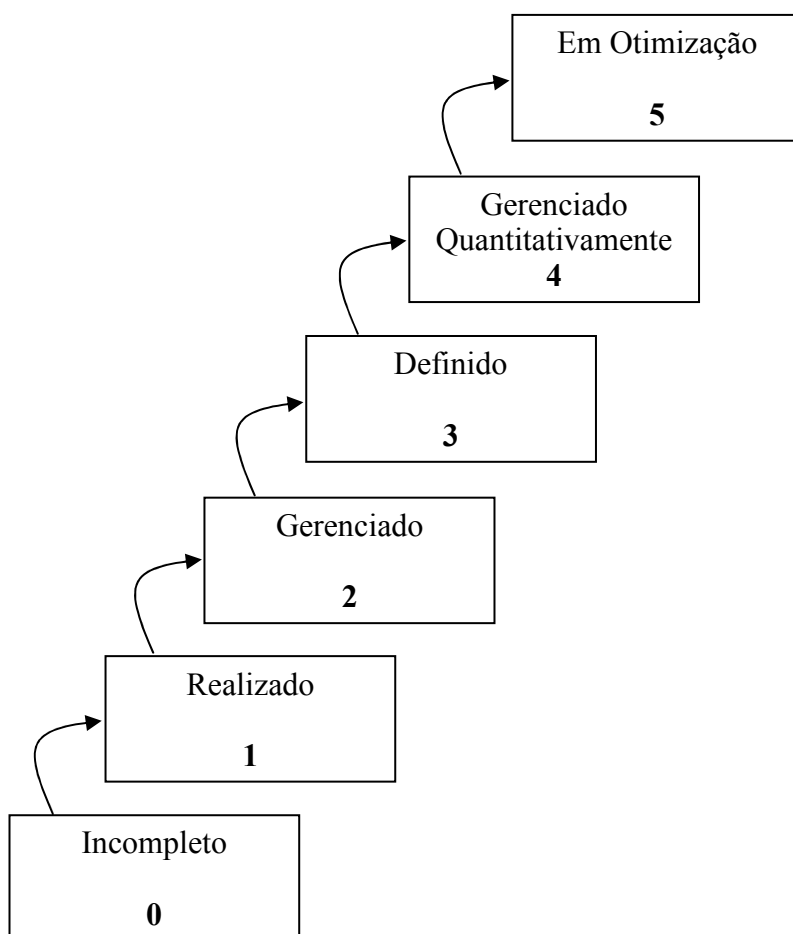 Em Otimização
5
Gerenciado
Quantitativamente
4
Definido
3
Gerenciado
2
Realizado
1
Incompleto
0